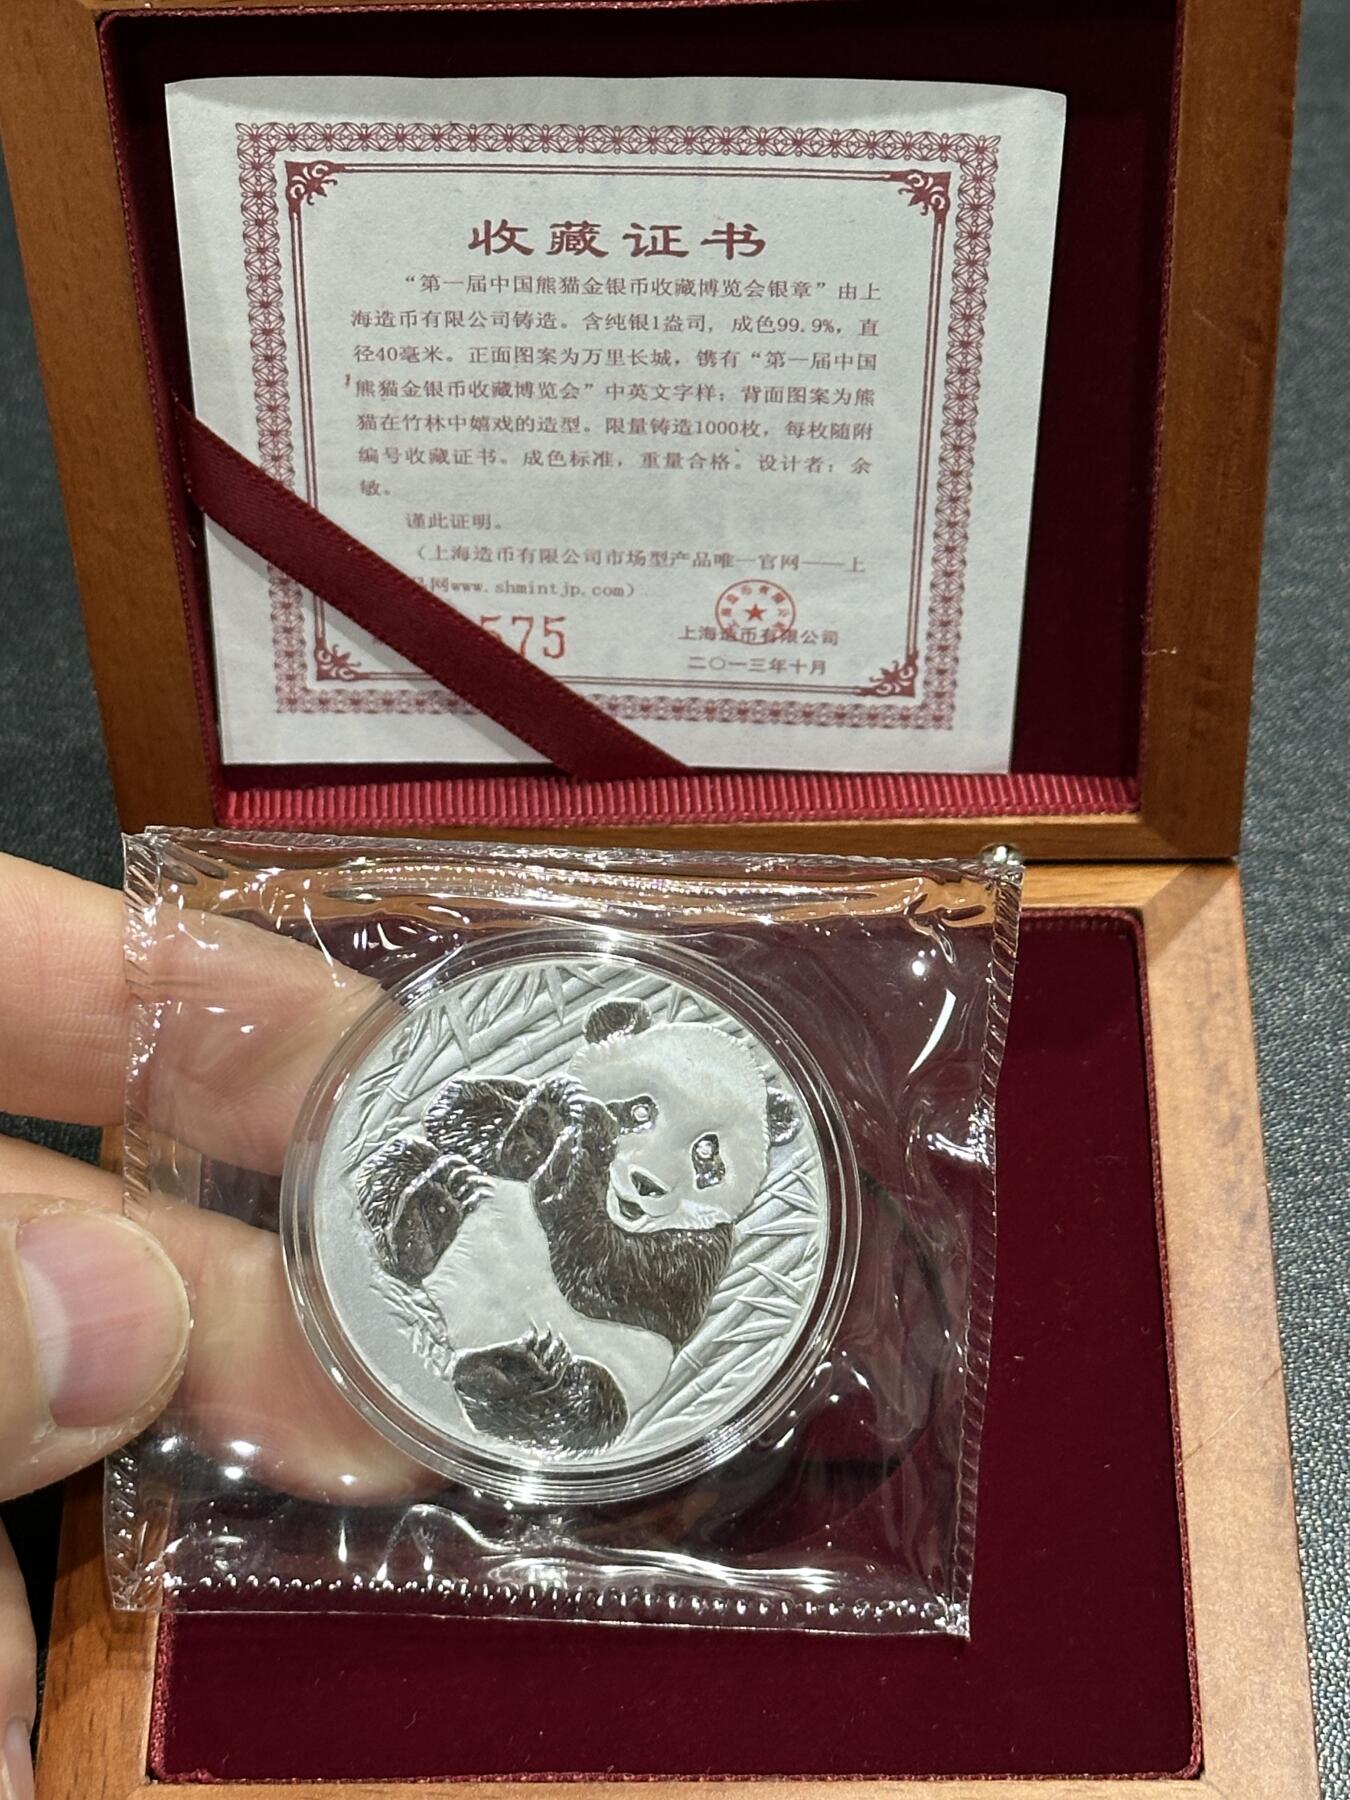 收藏证书
“第一届中国熊猫金银币收藏博览会银章”由上
海造币有限公司铸造。含纯银1盎司，成色99.9%，直
径40毫米。正面图案为万里长城，镌有“第一届中国
熊猫金银币收藏博览会”中英文字样；背面图案为熊
猫在竹林中嬉戏的造型。限量铸造1000枚，每枚随附
编号收藏证书。成色标准，重量合格。设计者：余
敏。
谨此证明。
（上海造币有限公司市场型产品唯一官网——上
网www.shmintjp.com）
575
上海造币有限公司
二〇一三年十月